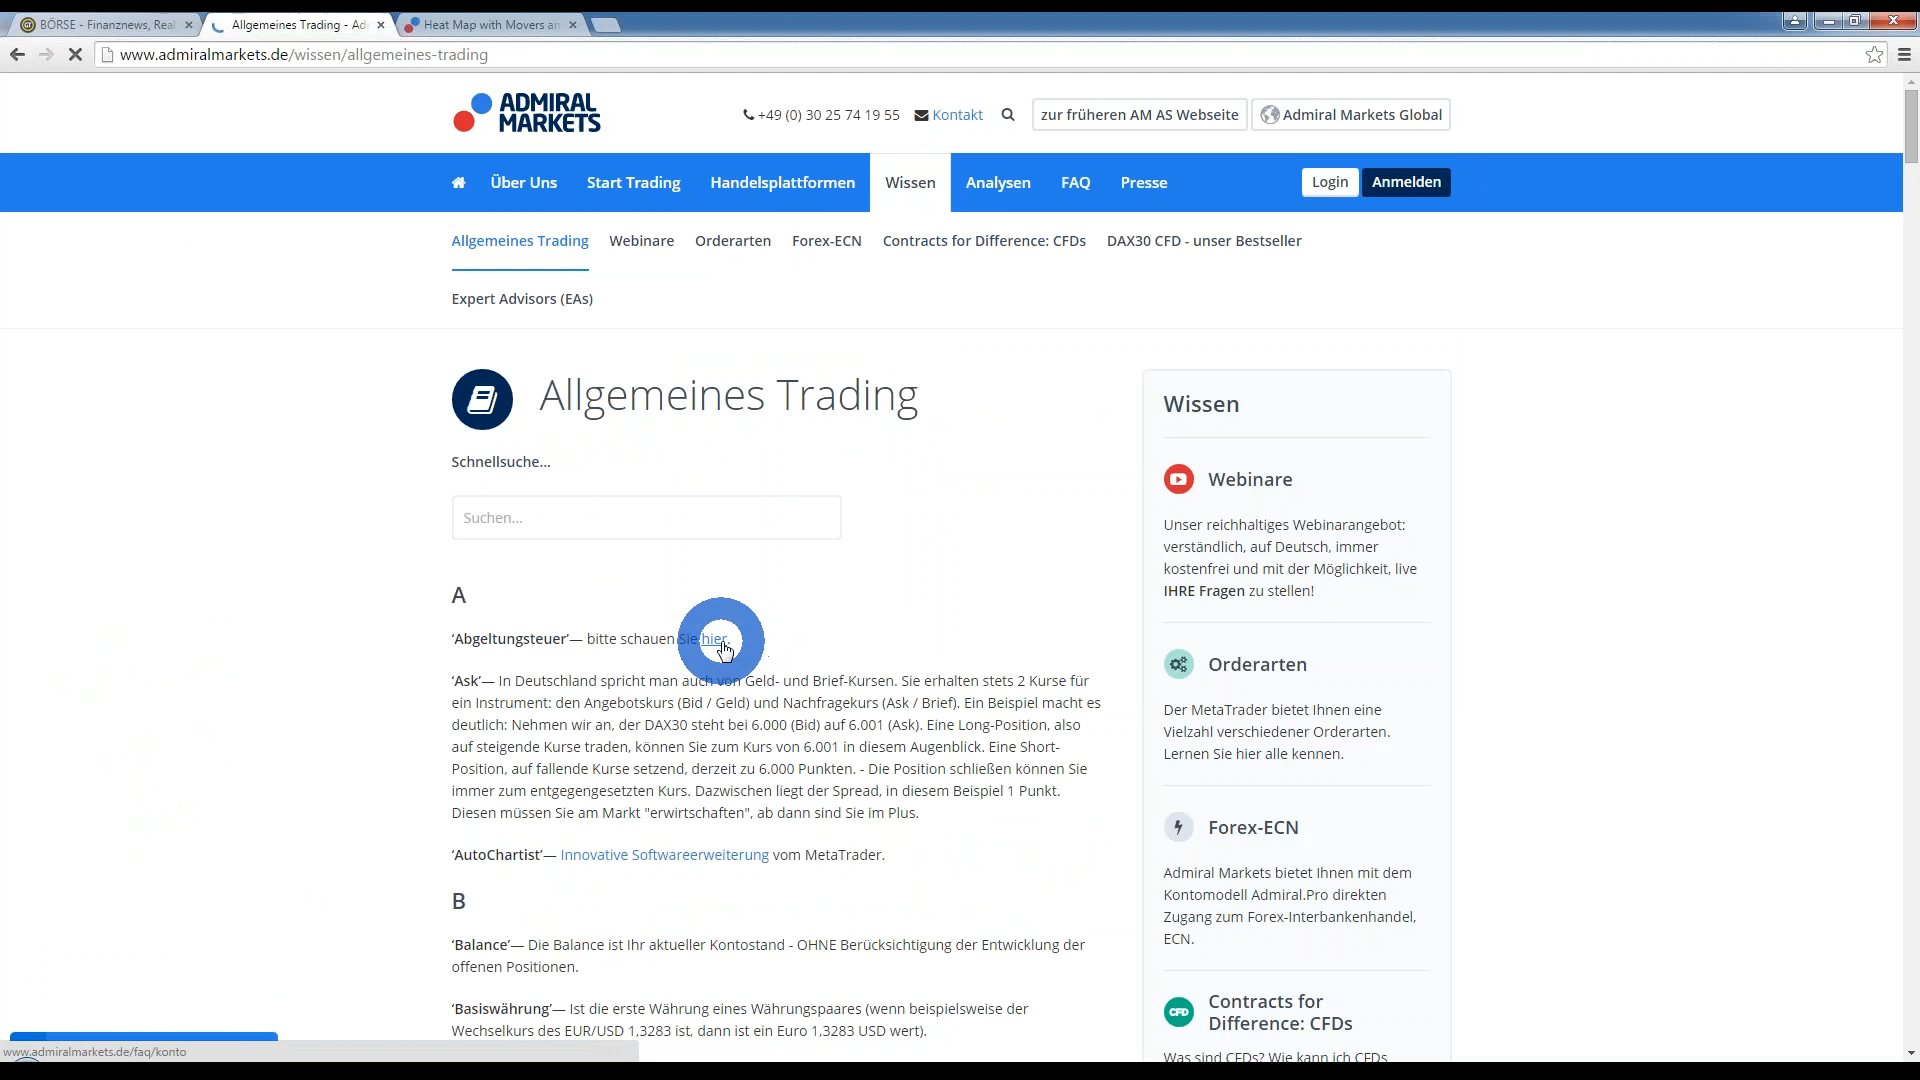 BÖRSE - Finanznews, Real
Allgemeines Trading - Ad
Heat Map with Movers an
www.admiralmarkets.de/wissen/allgemeines-trading
ADMIRAL
MARKETS
+49 (0) 30 25 74 19 55
Kontakt
zur früheren AM AS Webseite
Admiral Markets Global
Über Uns
Start Trading
Handelsplattformen
Wissen
Analysen
FAQ
Presse
Login
Anmelden
Allgemeines Trading
Webinare
Orderarten
Forex-ECN
Contracts for Difference: CFDs
DAX30 CFD - unser Bestseller
Expert Advisors (EAs)
Allgemeines Trading
Schnellsuche...
Suchen...
A
‘Abgeltungsteuer’— bitte schauen Sie hier.
‘Ask’— In Deutschland spricht man auch von Geld- und Brief-Kursen. Sie erhalten stets 2 Kurse für
ein Instrument: den Angebotskurs (Bid / Geld) und Nachfragekurs (Ask / Brief). Ein Beispiel macht es
deutlich: Nehmen wir an, der DAX30 steht bei 6.000 (Bid) auf 6.001 (Ask). Eine Long-Position, also
auf steigende Kurse traden, können Sie zum Kurs von 6.001 in diesem Augenblick. Eine Short-
Position, auf fallende Kurse setzend, derzeit zu 6.000 Punkten. - Die Position schließen können Sie
immer zum entgegengesetzten Kurs. Dazwischen liegt der Spread, in diesem Beispiel 1 Punkt.
Diesen müssen Sie am Markt "erwirtschaften", ab dann sind Sie im Plus.
‘AutoChartist’— Innovative Softwareerweiterung vom MetaTrader.
B
‘Balance’— Die Balance ist Ihr aktueller Kontostand - OHNE Berücksichtigung der Entwicklung der
offenen Positionen.
‘Basiswährung’— Ist die erste Währung eines Währungspaares (wenn beispielsweise der
Wechselkurs des EUR/USD 1,3283 ist, dann ist ein Euro 1,3283 USD wert).
Wissen
Webinare
Unser reichhaltiges Webinarangebot:
verständlich, auf Deutsch, immer
kostenfrei und mit der Möglichkeit, live
IHRE Fragen zu stellen!
Orderarten
Der MetaTrader bietet Ihnen eine
Vielzahl verschiedener Orderarten.
Lernen Sie hier alle kennen.
Forex-ECN
Admiral Markets bietet Ihnen mit dem
Kontomodell Admiral.Pro direkten
Zugang zum Forex-Interbankenhandel,
ECN.
CFD
Contracts for
Difference: CFDs
Was sind CFDs? Wie kann ich CFDs
www.admiralmarkets.de/faq/konto